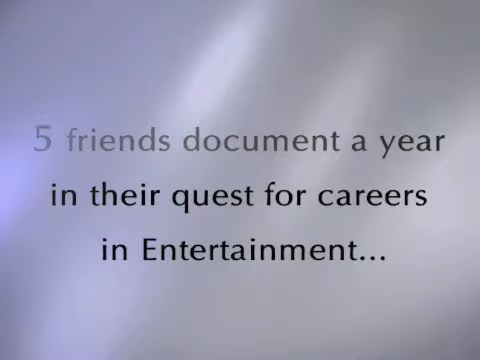 5 friends document a year
in their quest for careers
in Entertainment...